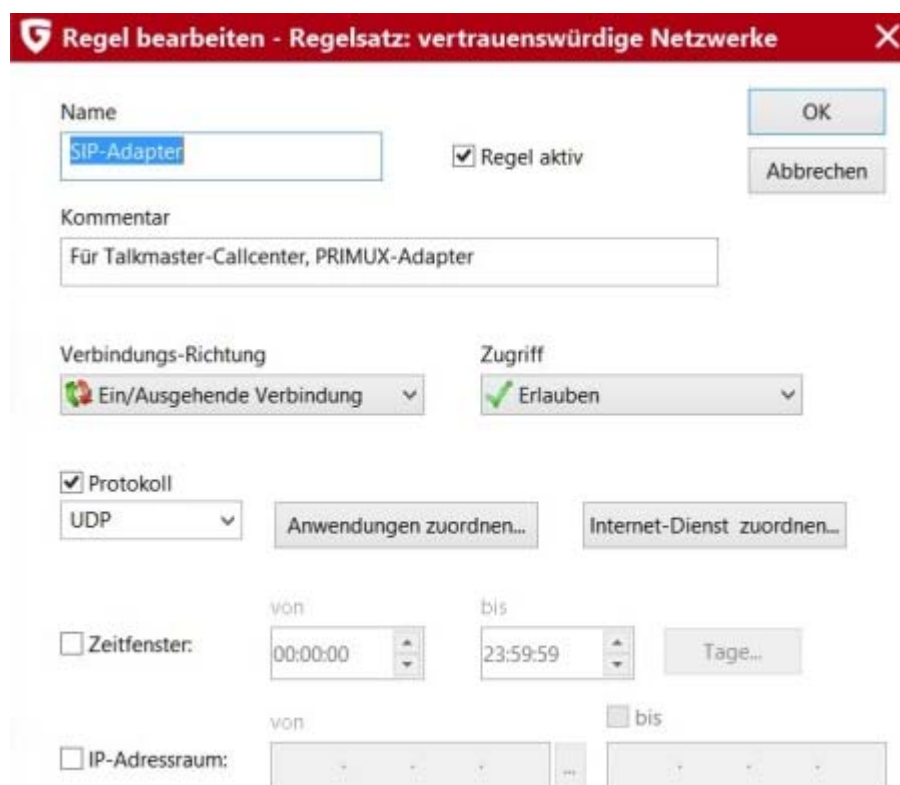 Regel bearbeiten - Regelsatz: vertrauenswürdige Netzwerke
Name
OK
SIP-Adapter
Regel aktiv
Abbrechen
Kommentar
Für Talkmaster-Callcenter, PRIMUX-Adapter
Verbindungs-Richtung
Zugriff
Ein/Ausgehende Verbindung
Erlauben
Protokoll
UDP
Anwendungen zuordnen...
Internet-Dienst zuordnen...
von
bis
Zeitfenster:
00:00:00
23:59:59
Tage...
von
bis
IP-Adressraum:
...